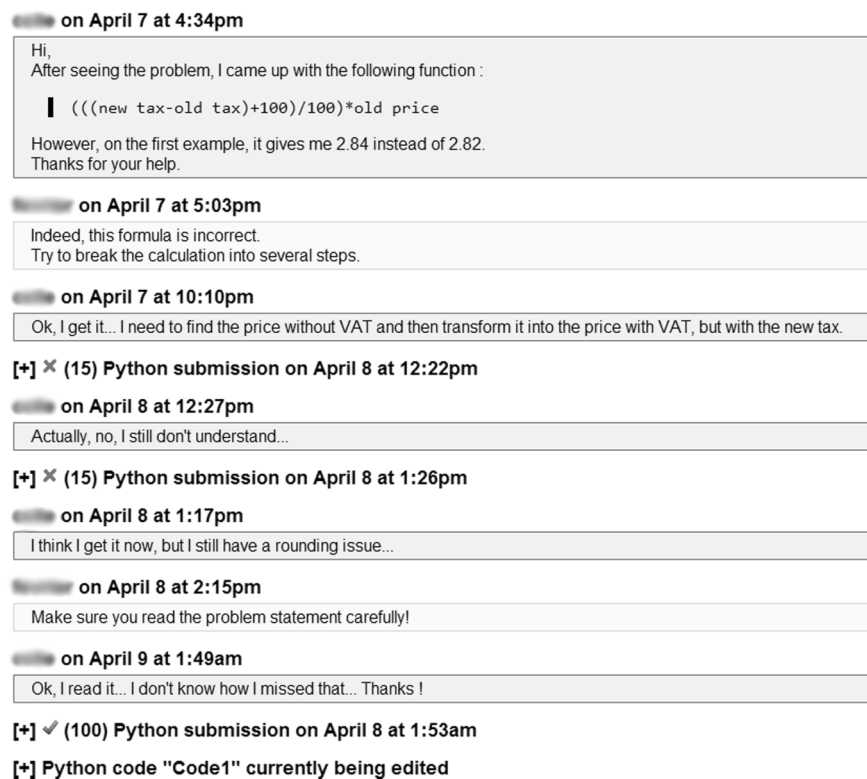 on April 7 at 4:34pm
Hi,
After seeing the problem, I came up with the following function :
(((new tax-old tax)+100)/100)*old price
However, on the first example, it gives me 2.84 instead of 2.82.
Thanks for your help.
on April 7 at 5:03pm
Indeed, this formula is incorrect.
Try to break the calculation into several steps.
on April 7 at 10:10pm
Ok, I get it... I need to find the price without VAT and then transform it into the price with VAT, but with the new tax.
[+] ✕ (15) Python submission on April 8 at 12:22pm
on April 8 at 12:27pm
Actually, no, I still don't understand...
[+] ✕ (15) Python submission on April 8 at 1:26pm
on April 8 at 1:17pm
I think I get it now, but I still have a rounding issue...
on April 8 at 2:15pm
Make sure you read the problem statement carefully!
on April 9 at 1:49am
Ok, I read it... I don't know how I missed that... Thanks !
[+] ✓ (100) Python submission on April 8 at 1:53am
[+] Python code "Code1" currently being edited